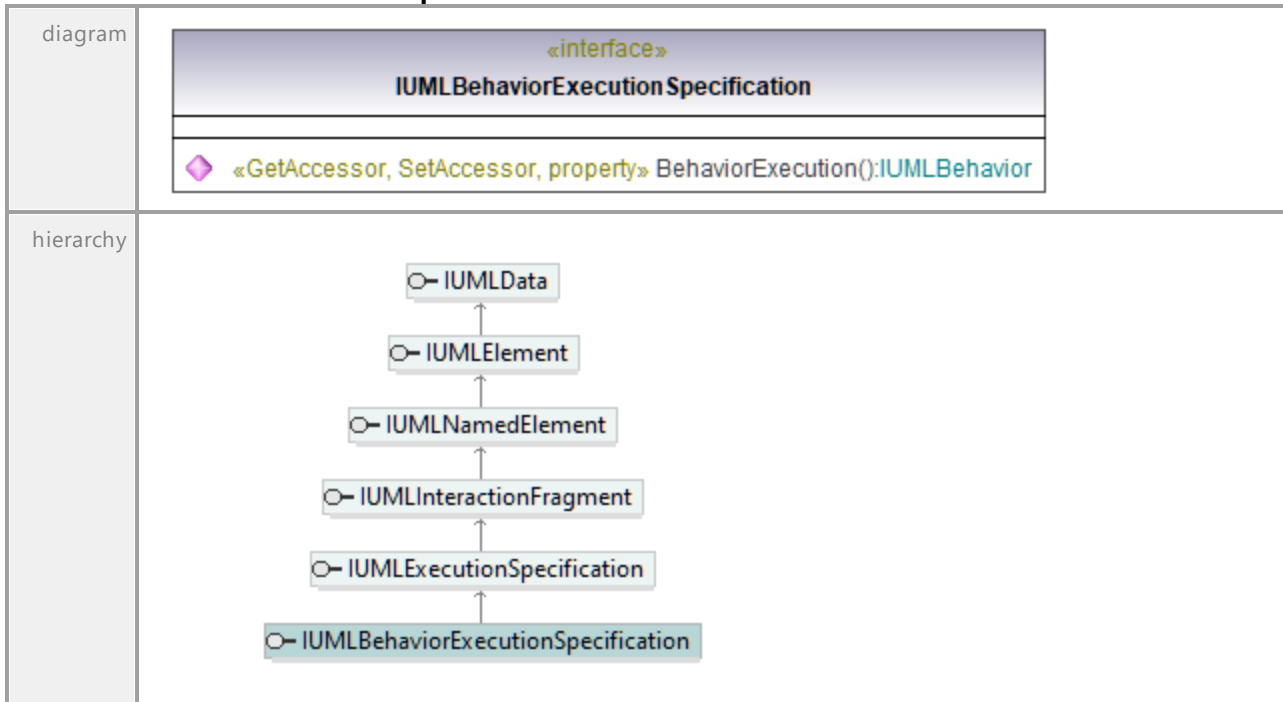 diagram
«interface»
IUMLBehaviorExecutionSpecification
«GetAccessor, SetAccessor, property» BehaviorExecution():IUMLBehavior
hierarchy
IUMLData
IUMLElement
IUMLNamedElement
IUMLInteractionFragment
IUMLExecutionSpecification
IUMLBehaviorExecutionSpecification